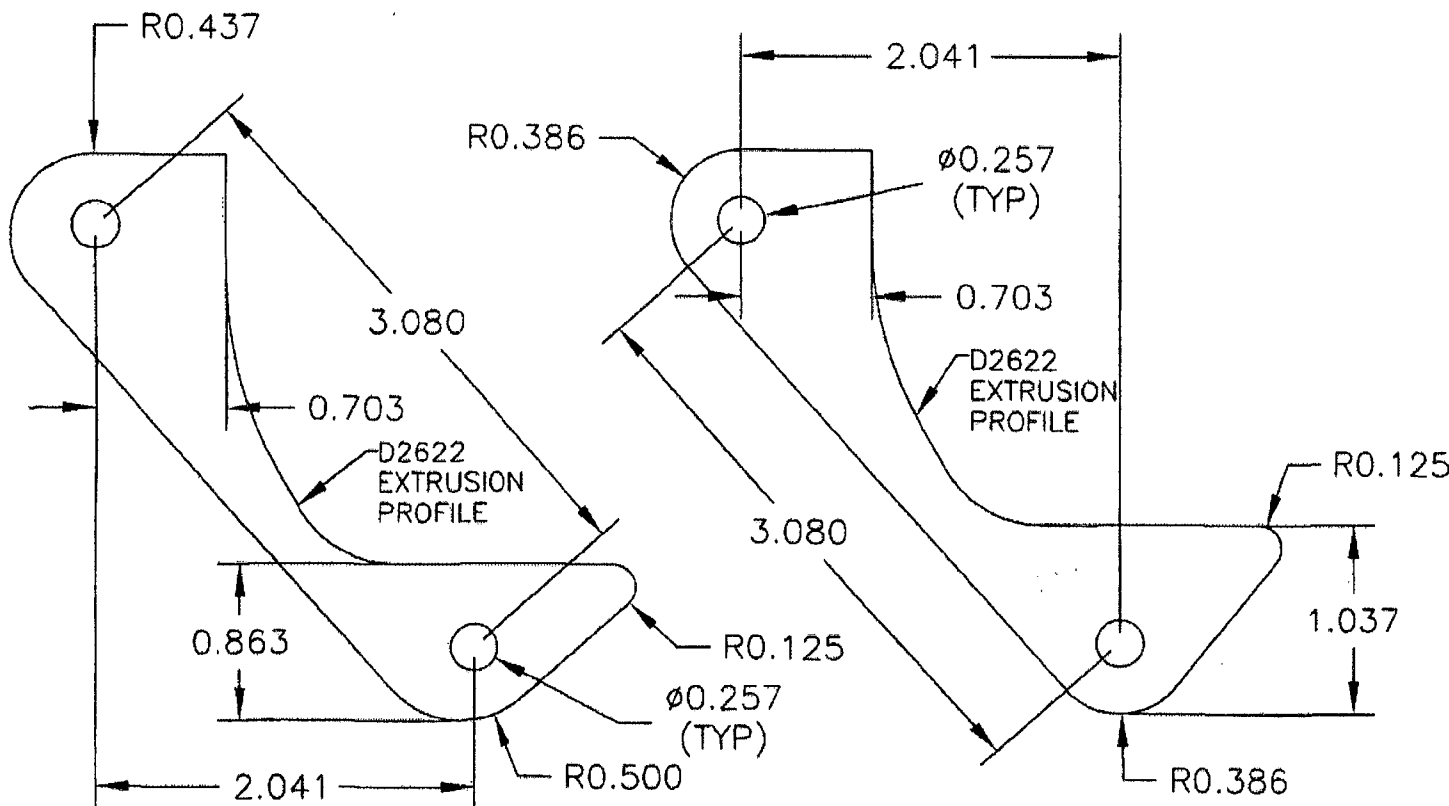 R0.437
3.080
0.703
D2622
EXTRUSION
PROFILE
0.863
R0.125
ø0.257
(TYP)
R0.500
2.041
2.041
R0.386
ø0.257
(TYP)
0.703
D2622
EXTRUSION
PROFILE
R0.125
3.080
1.037
R0.386